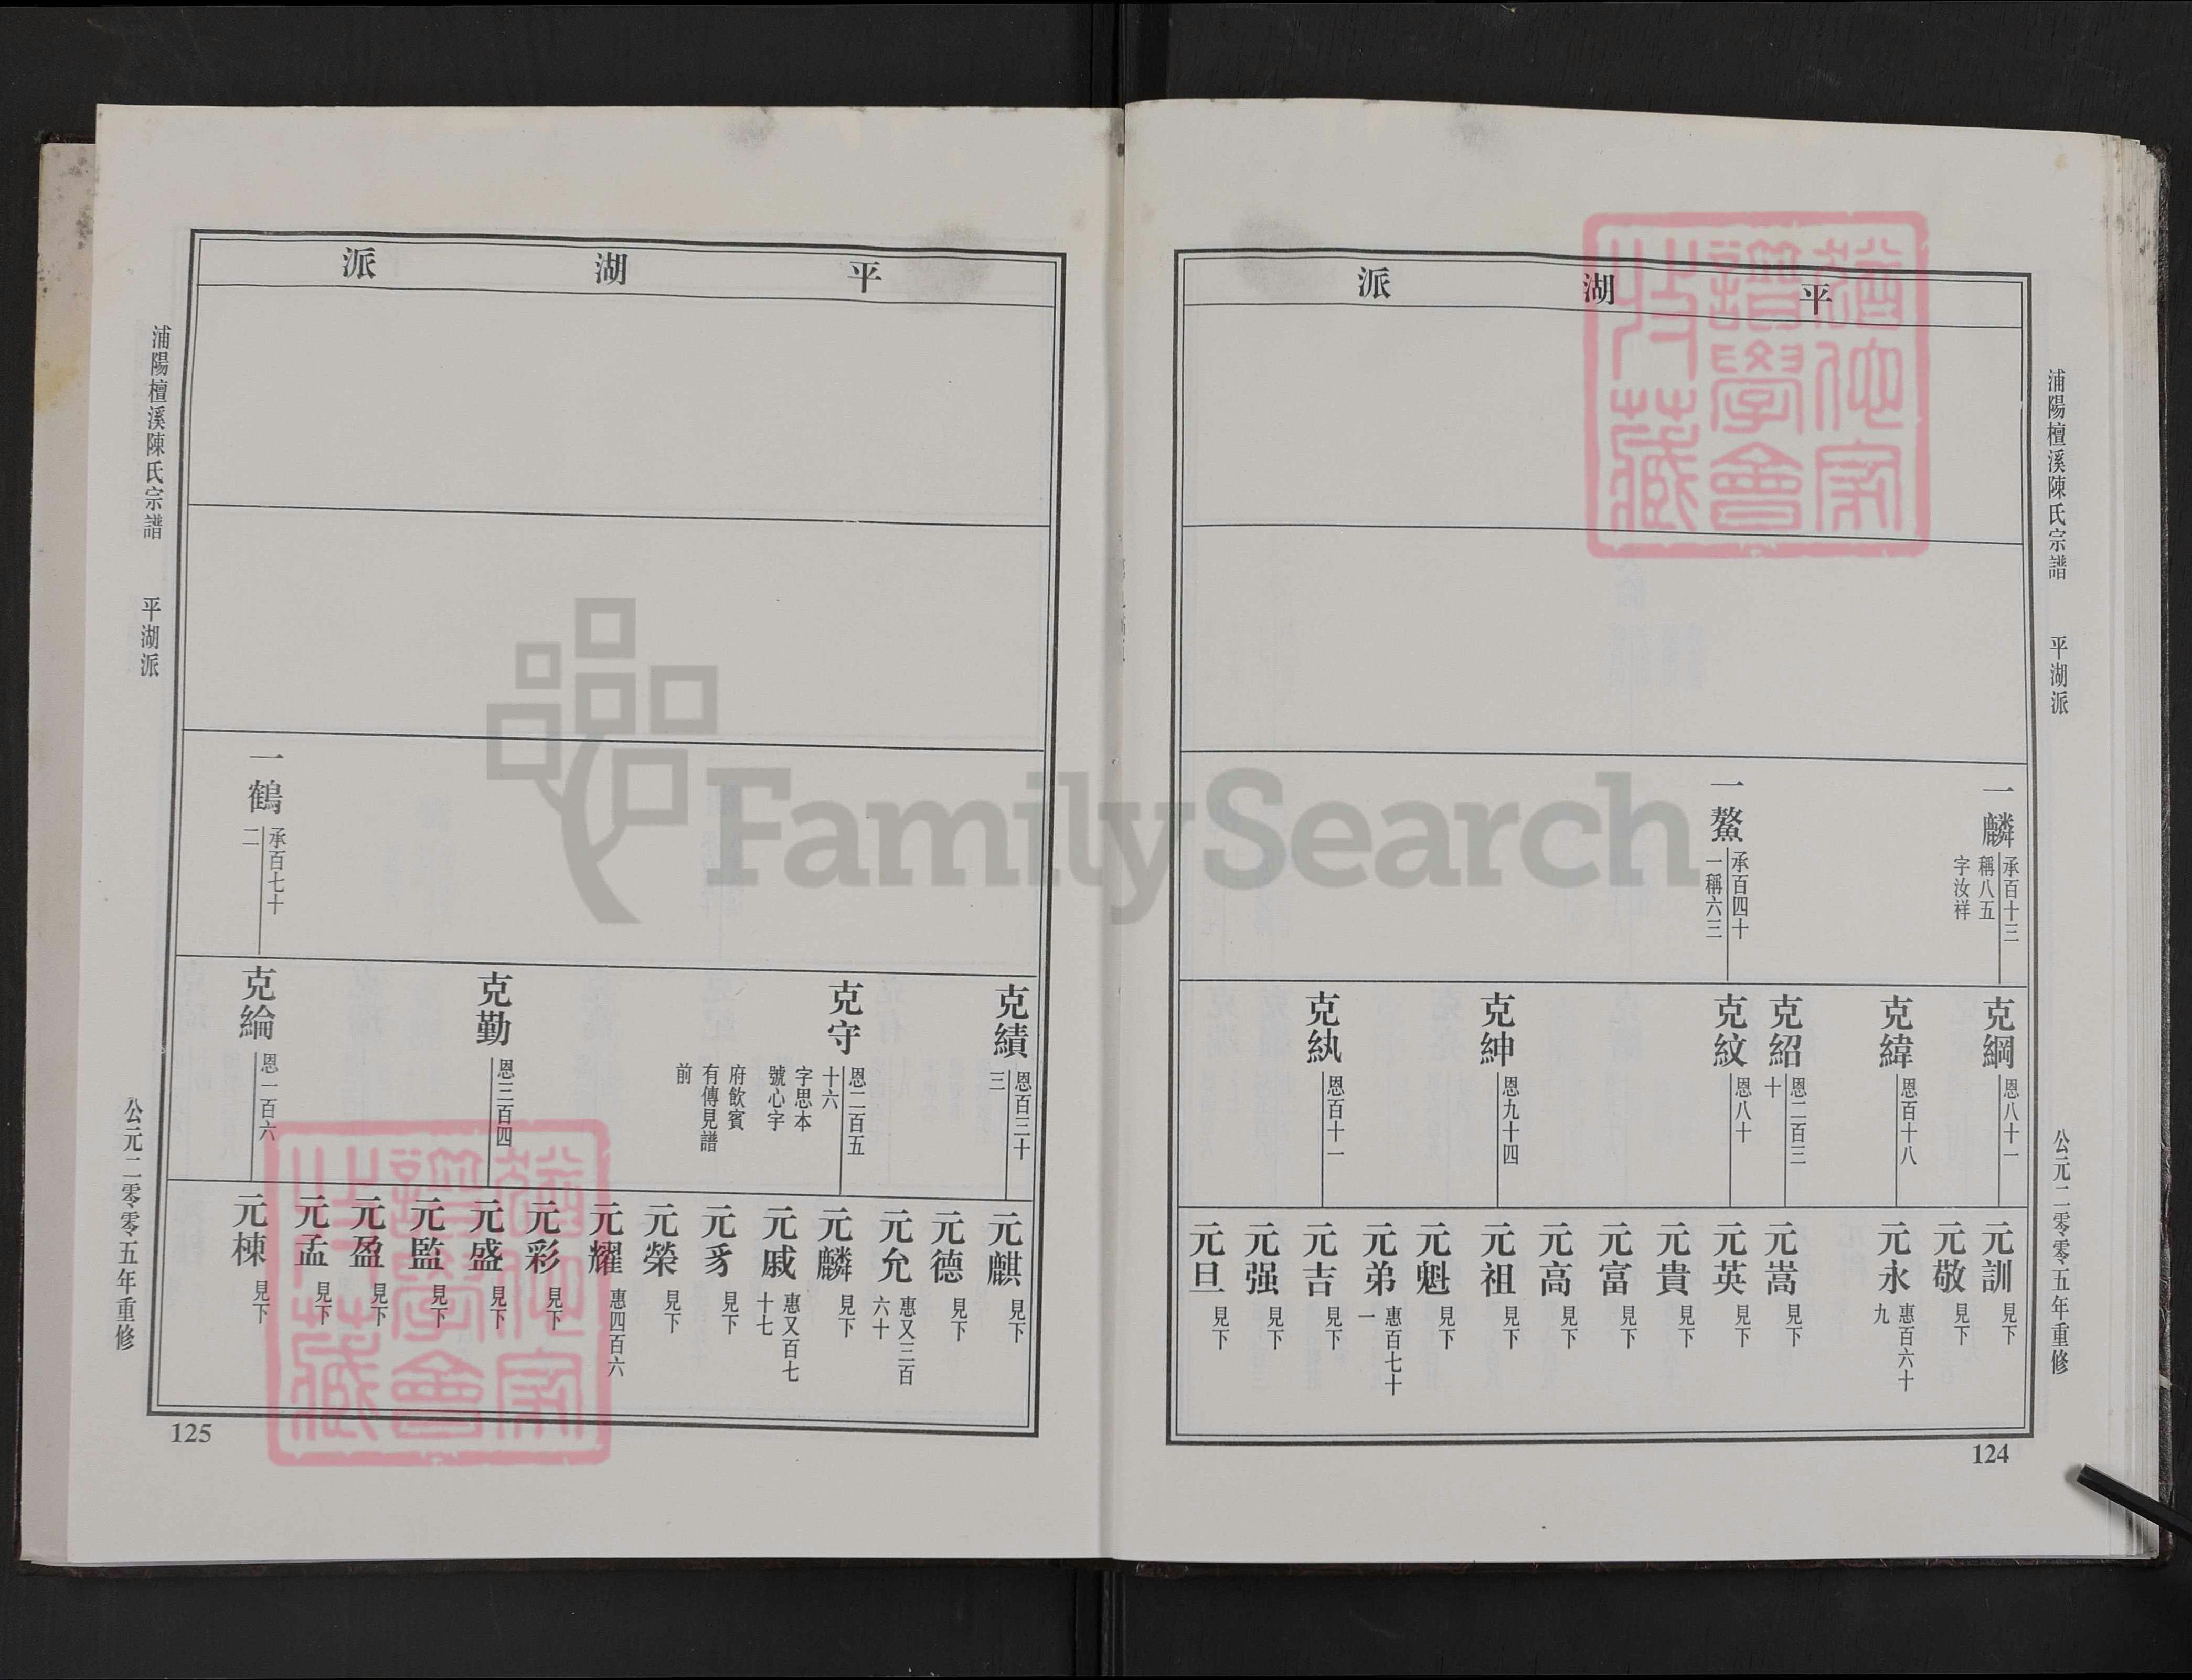 浦陽檀溪陳氏宗譜　平湖派　公元二零零五年重修
平湖派
一麟
承百十三
稱八五
字汝祥
一鰲
承百四十
一稱六三
克綱
恩八十一
克緯
恩百十八
克紹
恩二百三
十
克紋
恩八十
克紳
恩九十四
克紈
恩百十一
元訓 見下
元敬 見下
元永 惠百六十
九
元嵩 見下
元英 見下
元貴 見下
元富 見下
元高 見下
元祖 見下
元魁 見下
元弟 惠百七十
一
元吉 見下
元强 見下
元旦 見下
124
平湖派
一鶴
承百七十
二
克績
恩百三十
三
克守
恩二百五
十六
字思本
號心宇
府飲賓
有傳見譜
前
克勤
恩三百四
克綸
恩一百六
元麒 見下
元德 見下
元允 惠又三百
六十
元麟 見下
元戚 惠又百七
十七
元豸 見下
元榮 見下
元耀 惠四百六
元彩 見下
元盛 見下
元監 見下
元盈 見下
元孟 見下
元棟 見下
浦陽檀溪陳氏宗譜　平湖派　公元二零零五年重修
125
FamilySearch